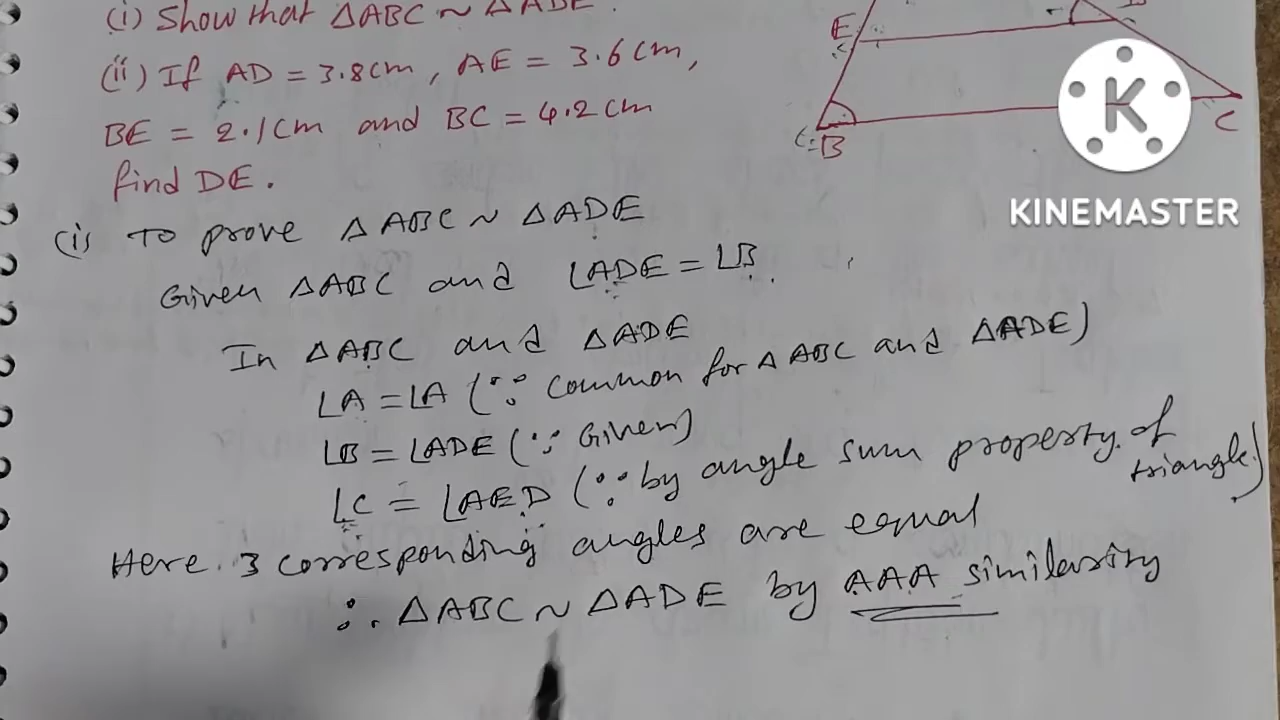 (i) Show that ΔABC ~ ΔADE.
(ii) If AD = 3.8cm, AE = 3.6cm,
BE = 2.1cm and BC = 4.2cm
find DE.
E
C
B
K
KINEMASTER
(i) To prove ΔABC ~ ΔADE
Given ΔABC and ∠ADE = ∠B.
In ΔABC and ΔADE
∠A = ∠A (∵ common for ΔABC and ΔADE)
∠B = ∠ADE (∵ Given)
∠C = ∠AED (∵ by angle sum property of triangle.)
Here 3 corresponding angles are equal
∴ ΔABC ~ ΔADE by AAA similarity